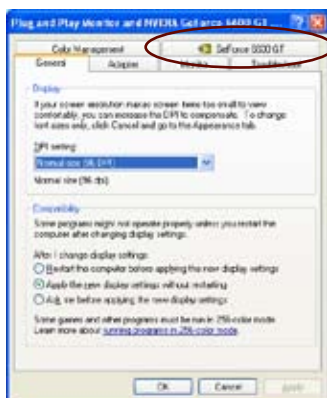 Plug and Play Monitor and NVIDIA GeForce 6600 GT ...
Color Management
GeForce 6600 GT
General
Adapter
Monitor
Troubleshoot
Display
If your screen resolution makes screen items too small to view
comfortably, you can increase the DPI to compensate. To change
font sizes only, click Cancel and go to the Appearance tab.
DPI setting:
Normal size (96 DPI)
Normal size (96 dpi)
Compatibility
Some programs might not operate properly unless you restart the
computer after changing display settings.
After I change display settings:
Restart the computer before applying the new display settings
Apply the new display settings without restarting
Ask me before applying the new display settings
Some games and other programs must be run in 256-color mode.
Learn more about running programs in 256-color mode.
OK
Cancel
Apply